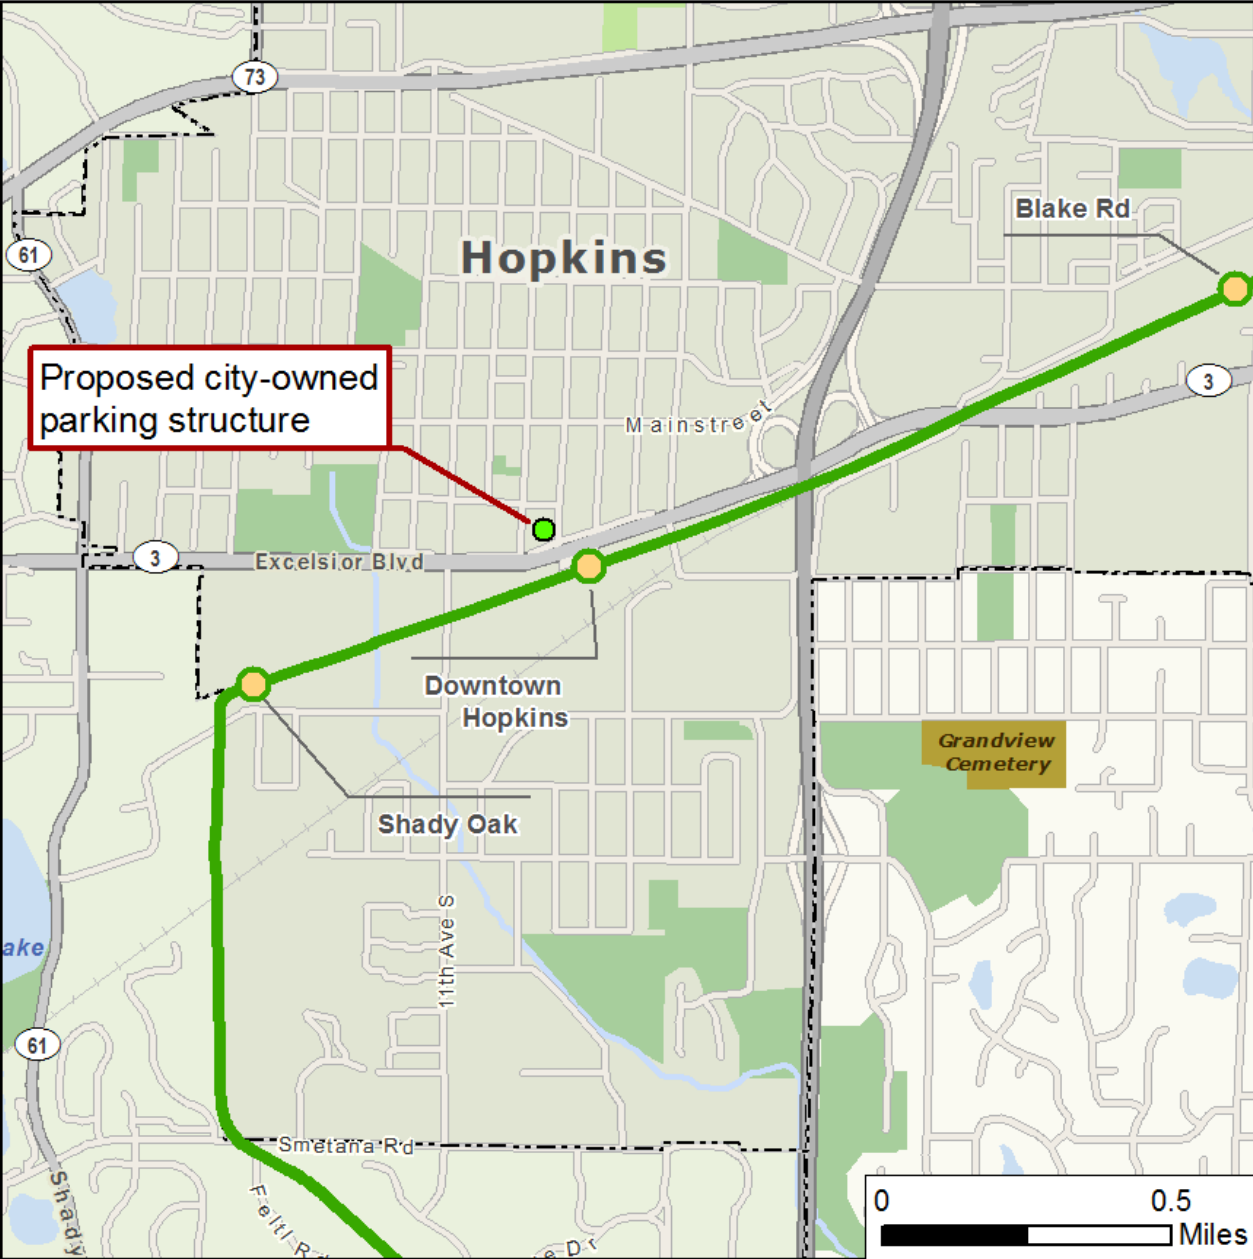 73
Blake Rd
Hopkins
61
Proposed city-owned
parking structure
3
Mainstreet
3
Excelsior Blvd
Downtown
Hopkins
Grandview
Cemetery
Shady Oak
11th Ave S
ake
61
Smetana Rd
Shady
Feltl Rd
e Dr
0 0.5
Miles